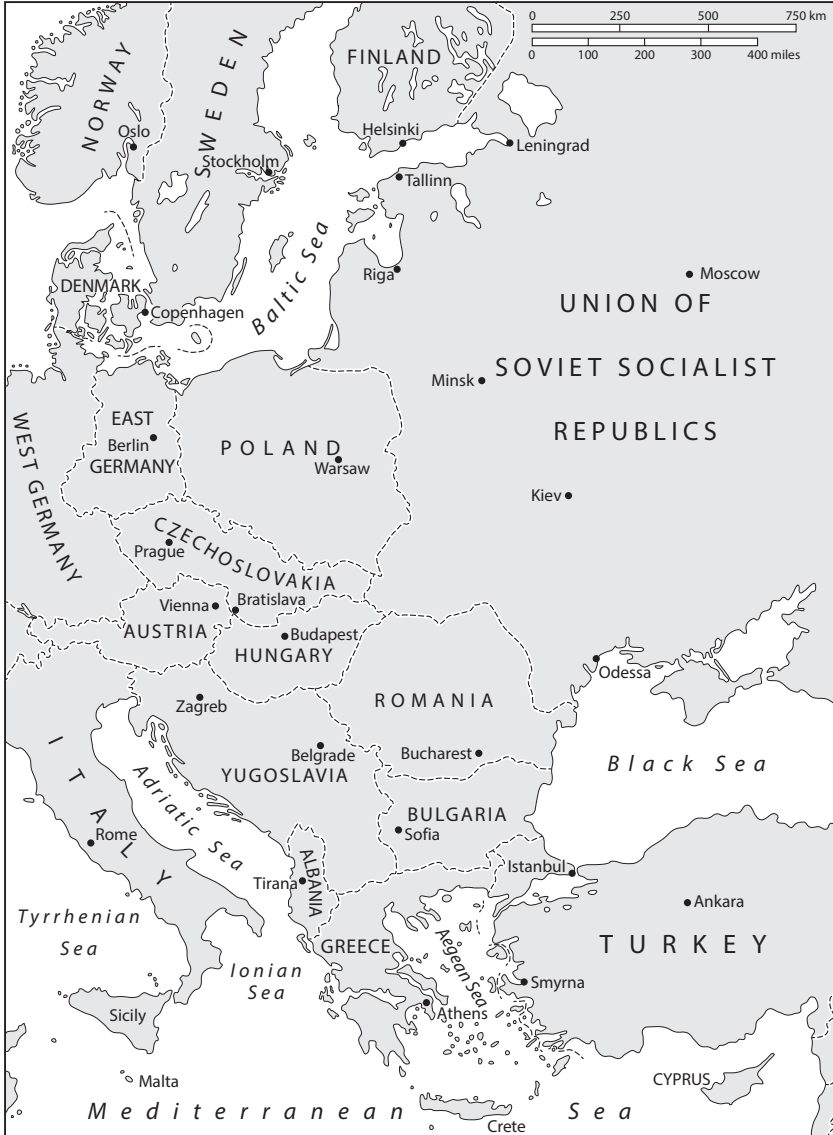 0 250 500 750 km
0 100 200 300 400 miles
FINLAND
NORWAY
SWEDEN
Oslo
Helsinki
Leningrad
Stockholm
Tallinn
Baltic Sea
Riga
Moscow
DENMARK
Copenhagen
UNION OF
SOVIET SOCIALIST
REPUBLICS
Minsk
WEST GERMANY
EAST
GERMANY
Berlin
POLAND
Warsaw
Kiev
CZECHOSLOVAKIA
Prague
Vienna
Bratislava
AUSTRIA
Budapest
HUNGARY
Odessa
Zagreb
ROMANIA
ITALY
Belgrade
Bucharest
Black Sea
YUGOSLAVIA
Adriatic Sea
BULGARIA
Sofia
Rome
ALBANIA
Tirana
Istanbul
Ankara
Tyrrhenian
Sea
GREECE
Aegean Sea
TURKEY
Ionian
Sea
Smyrna
Sicily
Athens
Malta
CYPRUS
Mediterranean Sea
Crete